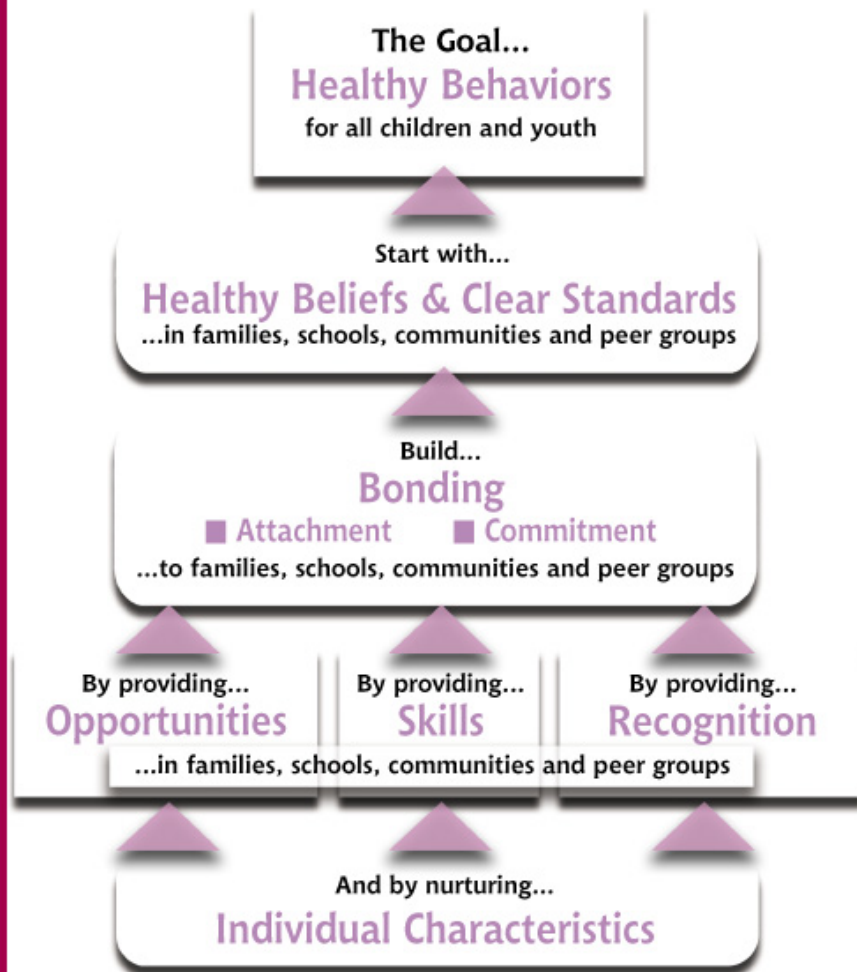 The Goal...
Healthy Behaviors
for all children and youth
Start with...
Healthy Beliefs & Clear Standards
...in families, schools, communities and peer groups
Build...
Bonding
■ Attachment ■ Commitment
...to families, schools, communities and peer groups
By providing... By providing... By providing...
Opportunities Skills Recognition
...in families, schools, communities and peer groups
And by nurturing...
Individual Characteristics